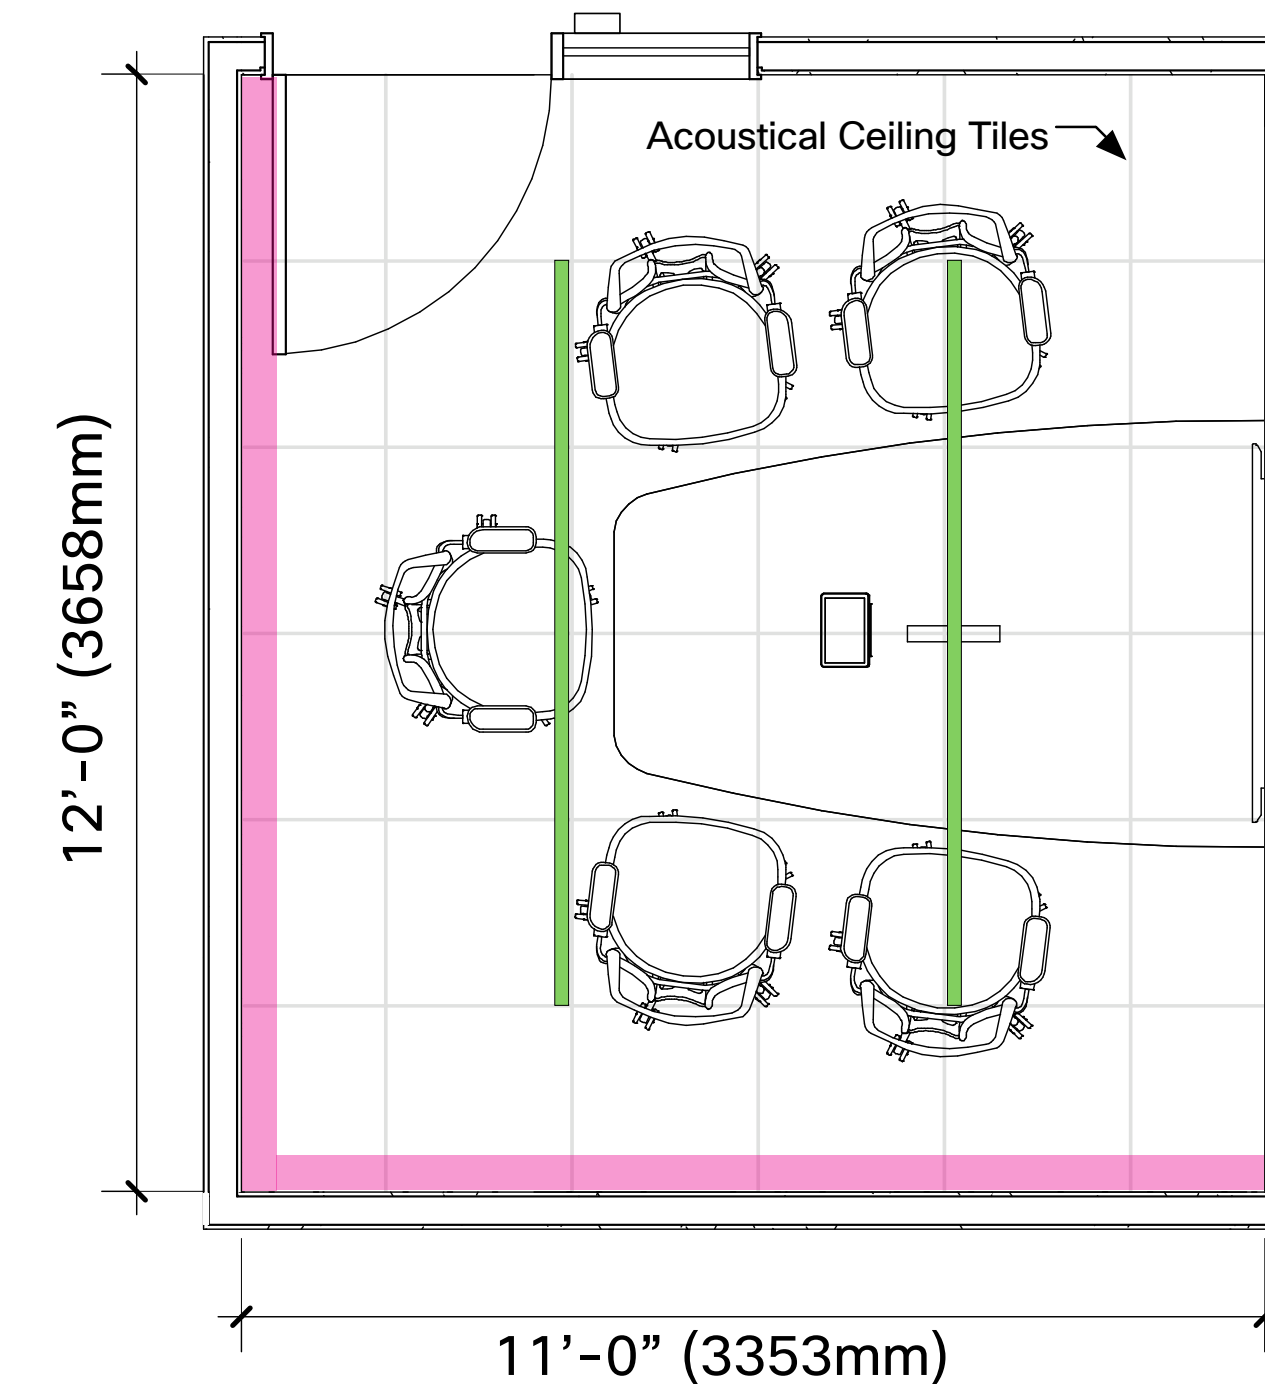 Acoustical Ceiling Tiles
12’-0” (3658mm)
11’-0” (3353mm)